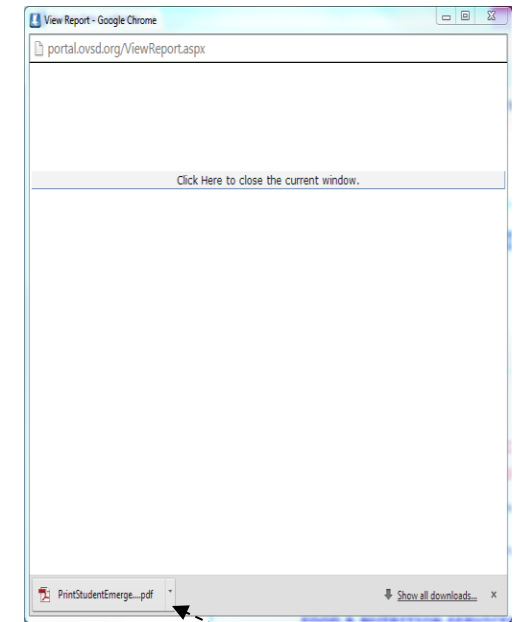 View Report - Google Chrome
portal.ovsd.org/ViewReport.aspx
Click Here to close the current window.
PrintStudentEmerge....pdf
Show all downloads...